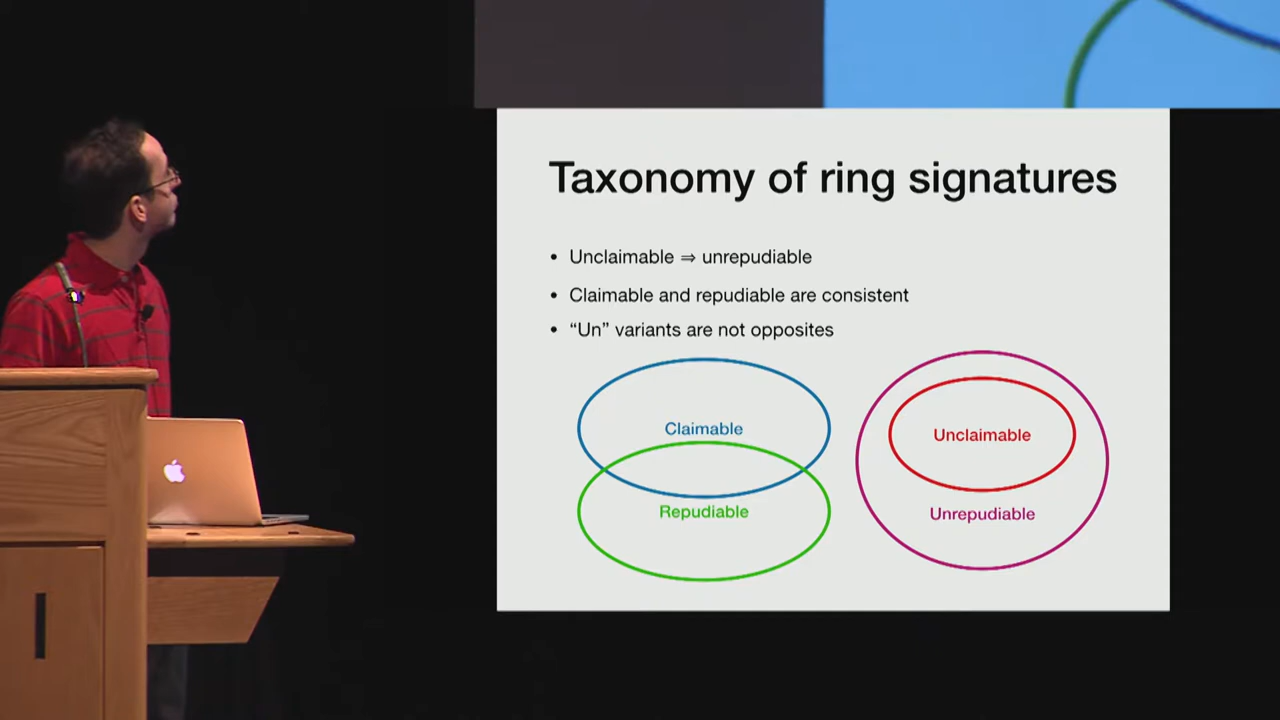 Taxonomy of ring signatures
• Unclaimable ⇒ unrepudiable
• Claimable and repudiable are consistent
• “Un” variants are not opposites
Claimable
Repudiable
Unclaimable
Unrepudiable